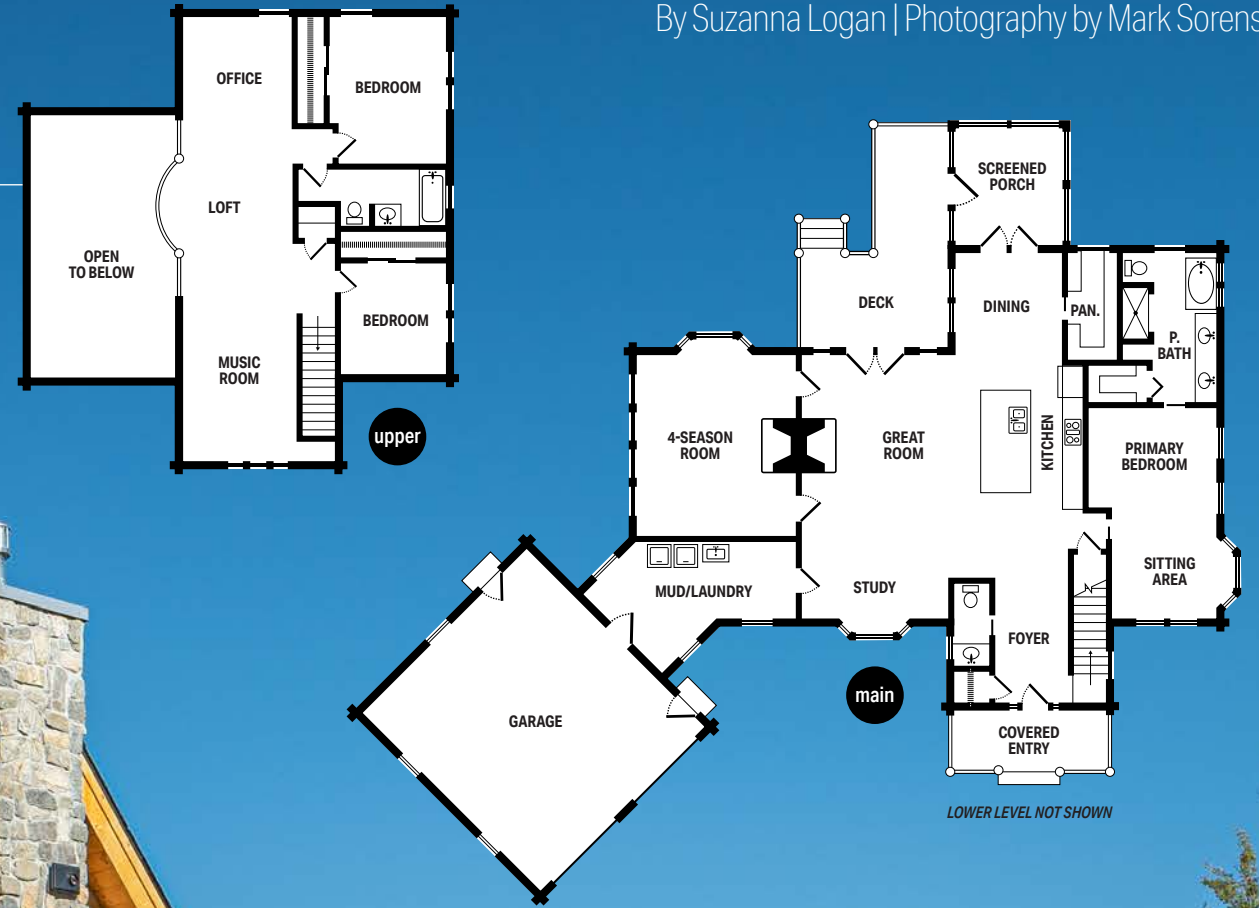 By Suzanna Logan | Photography by Mark Sorens
OFFICE
BEDROOM
LOFT
OPEN
TO BELOW
BEDROOM
MUSIC
ROOM
upper
SCREENED
PORCH
DECK
DINING
PAN.
P.
BATH
4-SEASON
ROOM
GREAT
ROOM
KITCHEN
PRIMARY
BEDROOM
SITTING
AREA
MUD/LAUNDRY
STUDY
FOYER
main
GARAGE
COVERED
ENTRY
LOWER LEVEL NOT SHOWN